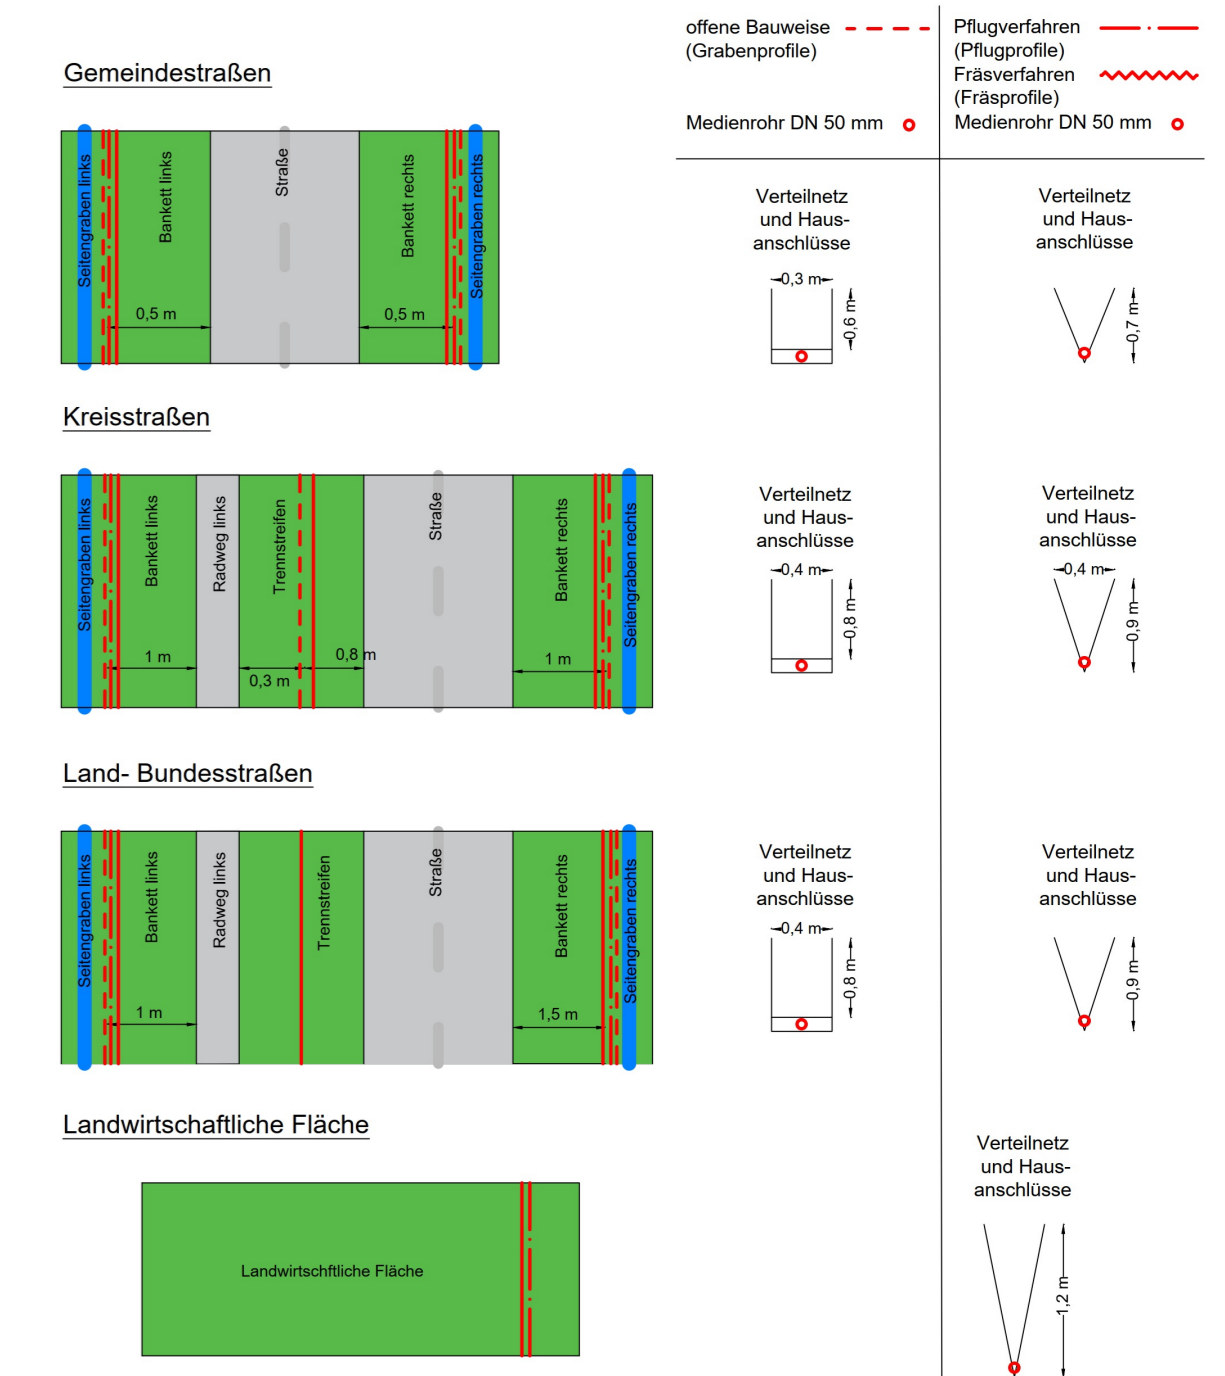 offene Bauweise
(Grabenprofile)
Medienrohr DN 50 mm
Pflugverfahren
(Pflugprofile)
Fräsverfahren
(Fräsprofile)
Medienrohr DN 50 mm
Gemeindestraßen
Seitengraben links
Bankett links
Straße
Bankett rechts
Seitengraben rechts
0,5 m
0,5 m
Verteilnetz
und Haus-
anschlüsse
0,3 m
0,6 m
Verteilnetz
und Haus-
anschlüsse
0,7 m
Kreisstraßen
Seitengraben links
Bankett links
Radweg links
Trennstreifen
Straße
Bankett rechts
Seitengraben rechts
1 m
0,3 m
0,8 m
1 m
Verteilnetz
und Haus-
anschlüsse
0,4 m
0,8 m
Verteilnetz
und Haus-
anschlüsse
0,4 m
0,9 m
Land- Bundesstraßen
Seitengraben links
Bankett links
Radweg links
Trennstreifen
Straße
Bankett rechts
Seitengraben rechts
1 m
1,5 m
Verteilnetz
und Haus-
anschlüsse
0,4 m
0,8 m
Verteilnetz
und Haus-
anschlüsse
0,9 m
Landwirtschaftliche Fläche
Landwirtschftliche Fläche
Verteilnetz
und Haus-
anschlüsse
1,2 m